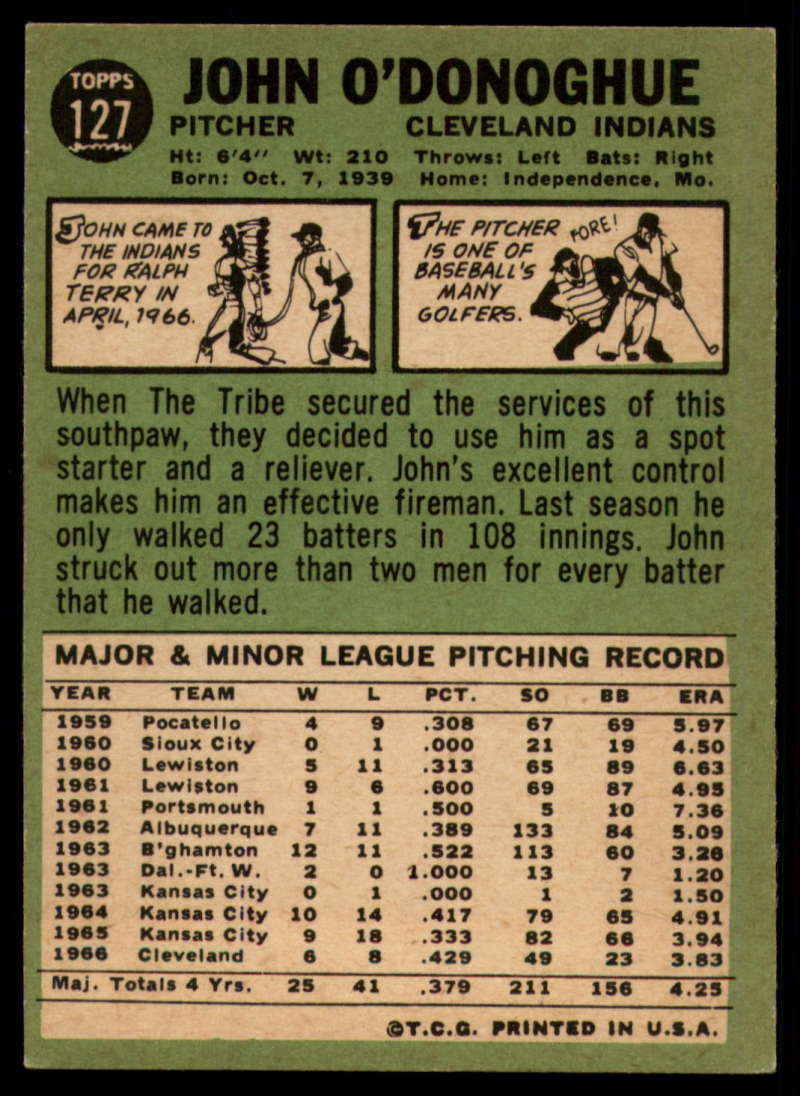 TOPPS
127
JOHN O'DONOGHUE
PITCHER CLEVELAND INDIANS
Ht: 6'4" Wt: 210 Throws: Left Bats: Right
Born: Oct. 7, 1939 Home: Independence, Mo.
JOHN CAME TO
THE INDIANS
FOR RALPH
TERRY IN
APRIL, 1966.
THE PITCHER
IS ONE OF
BASEBALL'S
MANY
GOLFERS.
FORE!
When The Tribe secured the services of this
southpaw, they decided to use him as a spot
starter and a reliever. John's excellent control
makes him an effective fireman. Last season he
only walked 23 batters in 108 innings. John
struck out more than two men for every batter
that he walked.
MAJOR & MINOR LEAGUE PITCHING RECORD
YEAR TEAM W L PCT. SO BB ERA
1959 Pocatello 4 9 .308 67 69 5.97
1960 Sioux City 0 1 .000 21 19 4.50
1960 Lewiston 5 11 .313 65 89 6.63
1961 Lewiston 9 6 .600 69 87 4.95
1961 Portsmouth 1 1 .500 5 10 7.36
1962 Albuquerque 7 11 .389 133 84 5.09
1963 B'ghamton 12 11 .522 113 60 3.26
1963 Dal.-Ft. W. 2 0 1.000 13 7 1.20
1963 Kansas City 0 1 .000 1 2 1.50
1964 Kansas City 10 14 .417 79 65 4.91
1965 Kansas City 9 18 .333 82 66 3.94
1966 Cleveland 6 8 .429 49 23 3.83
Maj. Totals 4 Yrs. 25 41 .379 211 156 4.25
©T.C.G. PRINTED IN U.S.A.